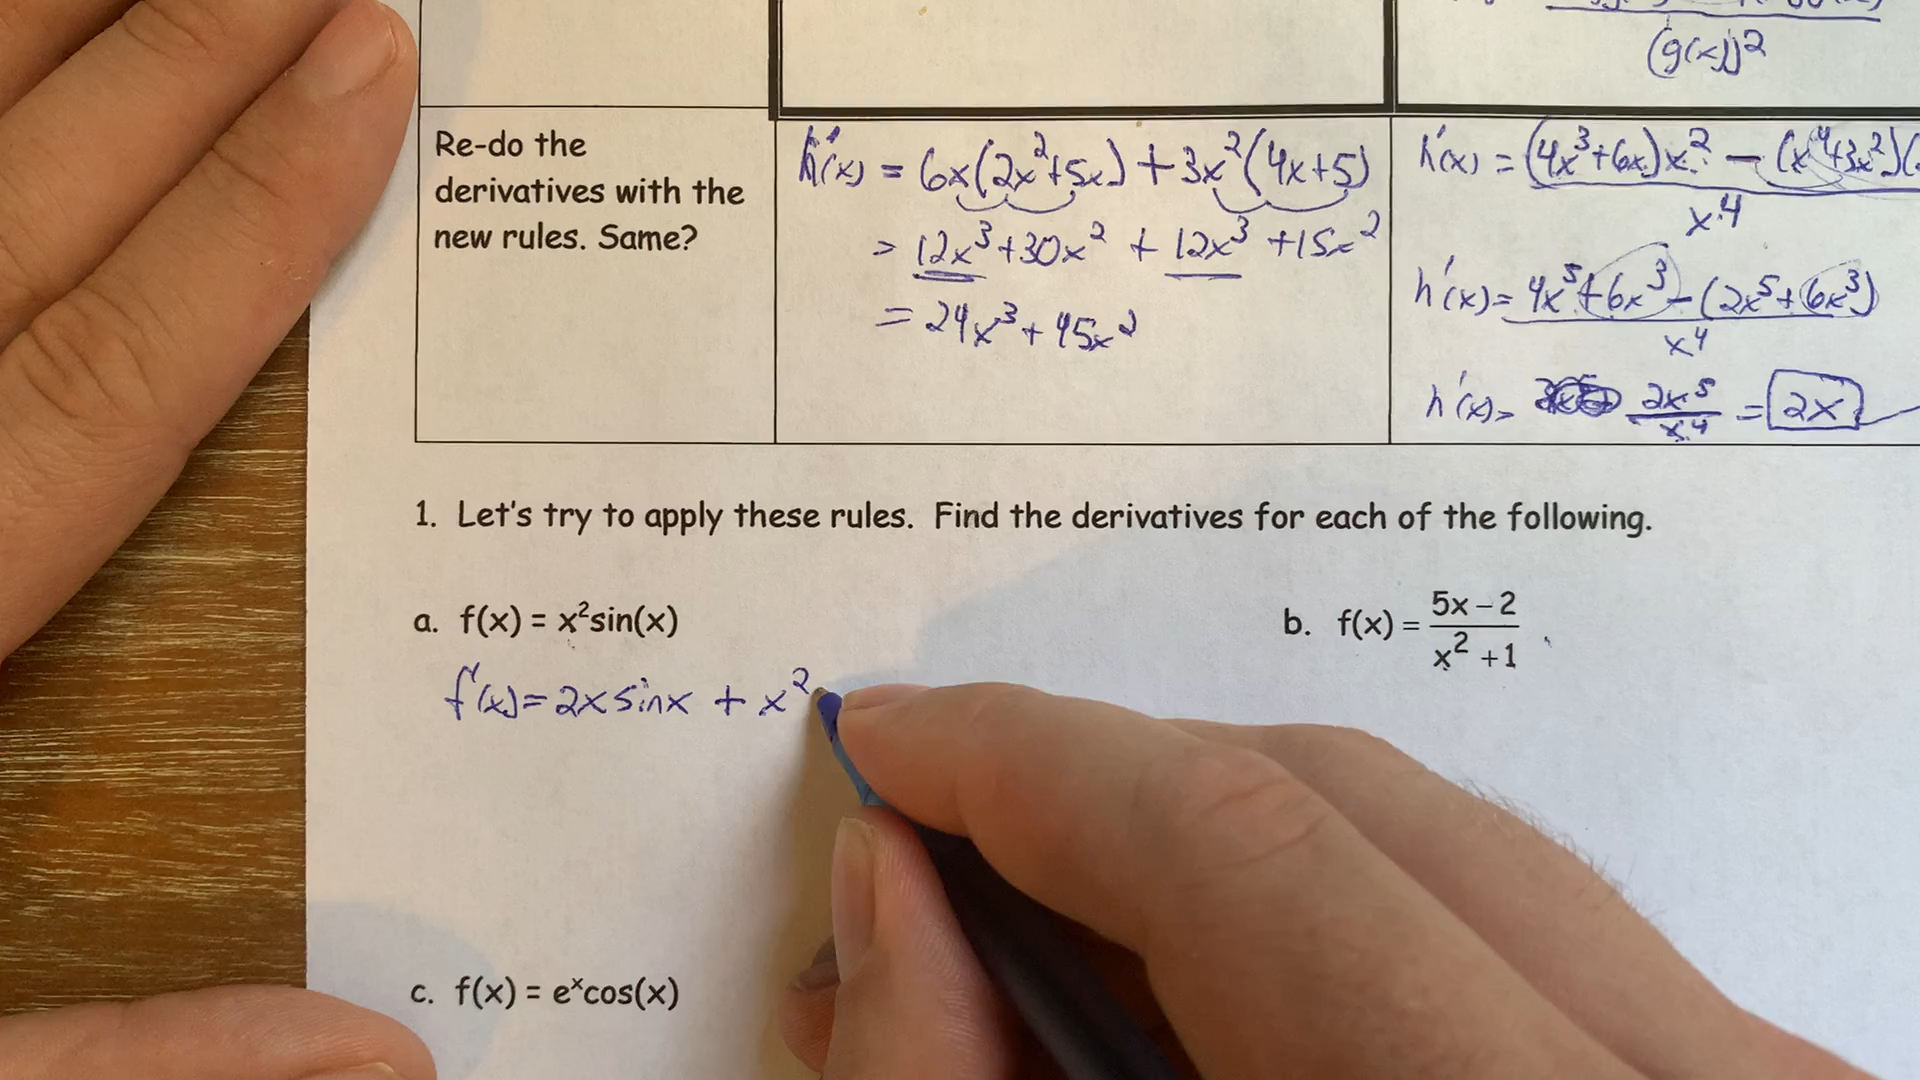 (g(x))²
Re-do the
derivatives with the
new rules. Same?
h'(x) = 6x(2x²+5x) + 3x²(4x+5)
= 12x³+30x² + 12x³ +15x²
= 24x³+45x²
h'(x) = (4x³+6x)x² - (x⁴+3x²)(
x⁴
h'(x) = 4x⁵+6x³ - (2x⁵+6x³)
x⁴
h'(x) = 2x⁵ = 2x
x⁴
1. Let's try to apply these rules. Find the derivatives for each of the following.
a. f(x) = x²sin(x)
f'(x) = 2x sinx + x²
b. f(x) = 5x – 2
x² + 1
c. f(x) = eˣcos(x)